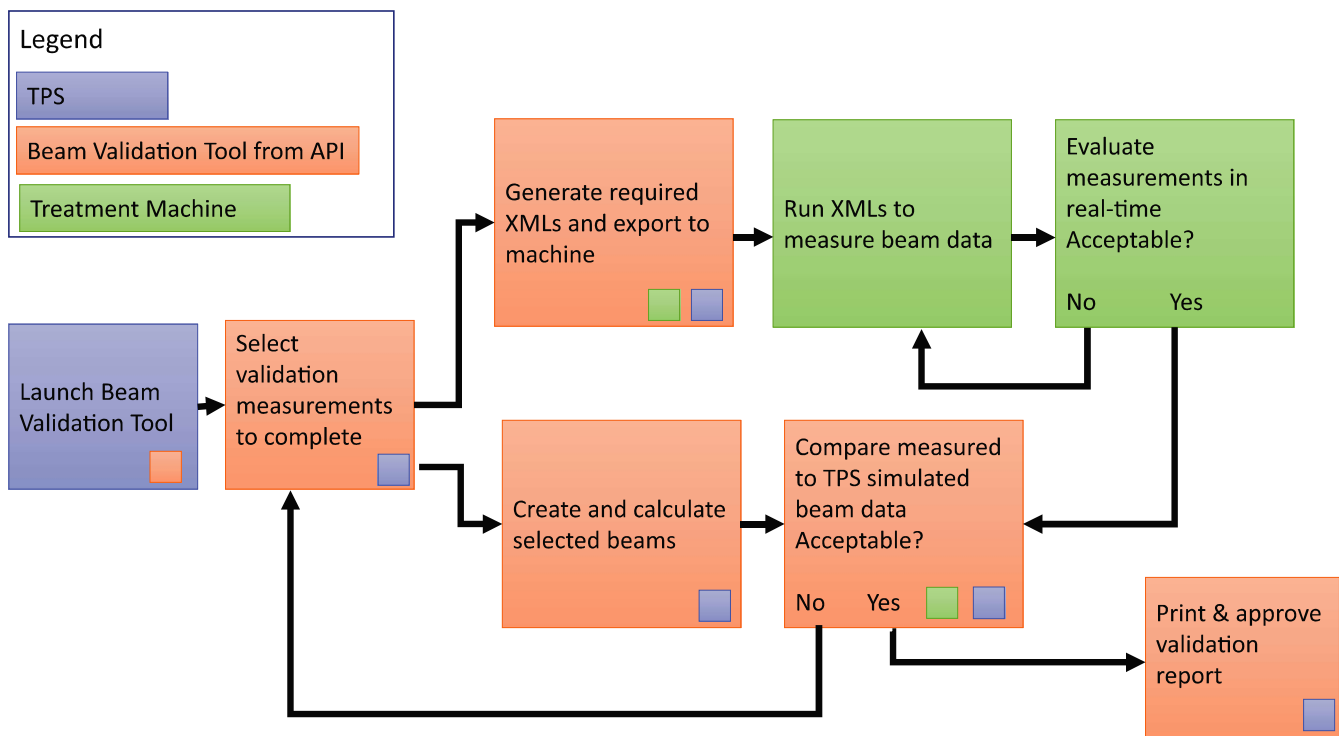 Legend
TPS
Beam Validation Tool from API
Treatment Machine
Launch Beam
Validation Tool
Select
validation
measurements
to complete
Generate required
XMLs and export to
machine
Run XMLs to
measure beam data
Evaluate
measurements in
real-time
Acceptable?
No Yes
Create and calculate
selected beams
Compare measured
to TPS simulated
beam data
Acceptable?
No Yes
Print & approve
validation
report